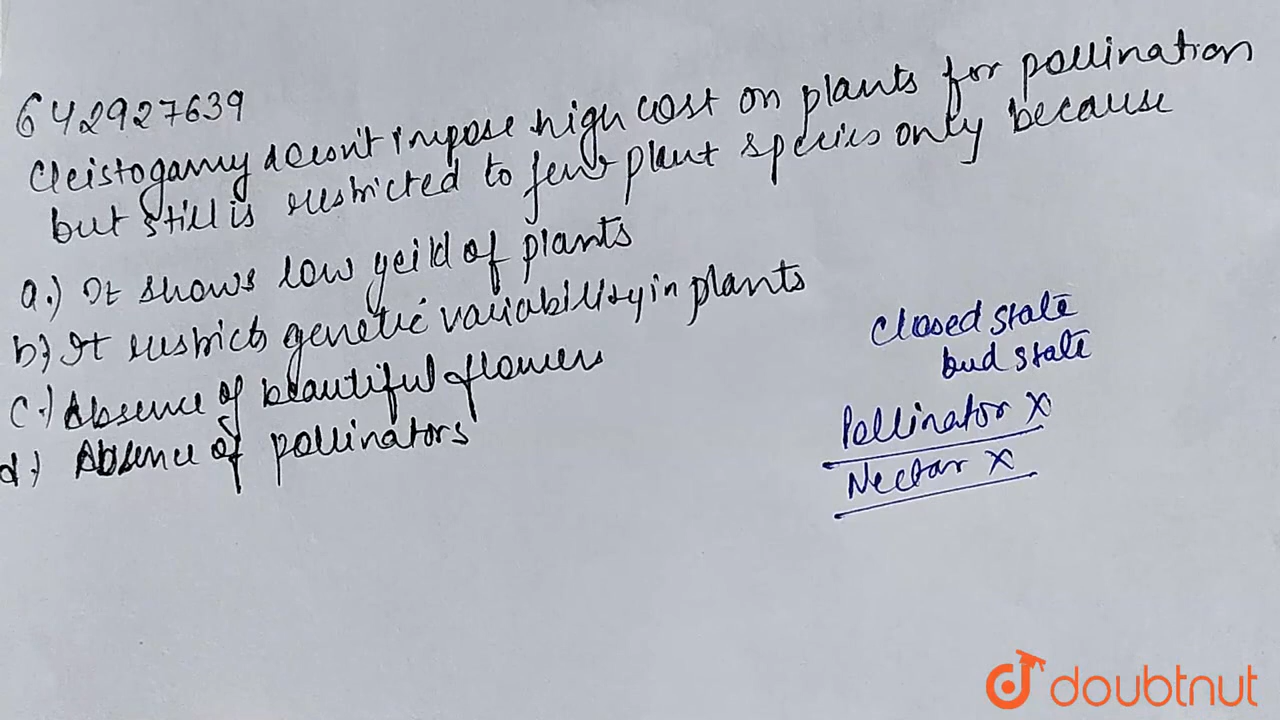 642927639
Cleistogamy doesn't impose high cost on plants for pollination
but still is restricted to few plant species only because
a.) It shows low yeild of plants
b.) It restricts genetic variability in plants
c.) Absence of beautiful flowers
d.) Absence of pollinators
Closed state
bud state
Pollinator X
Nectar X
doubtnut